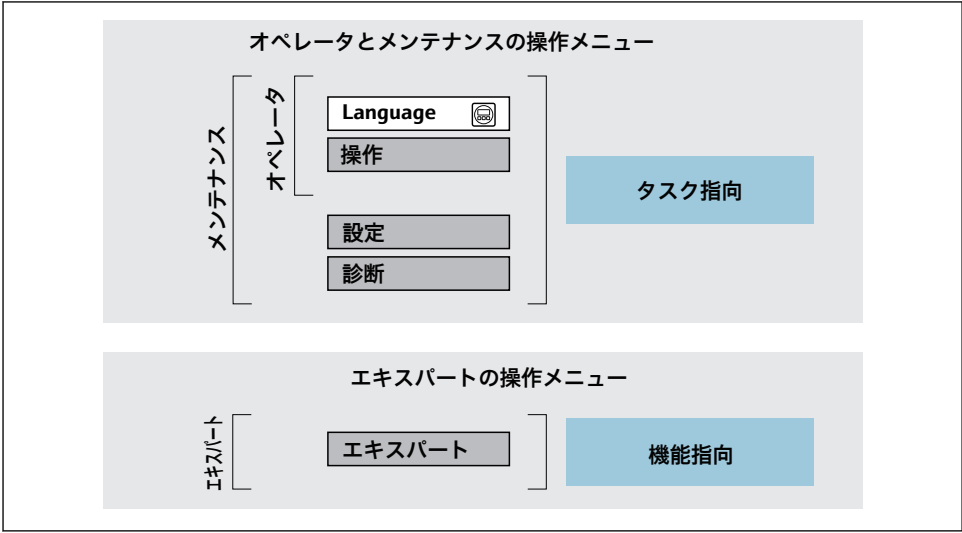 オペレータとメンテナンスの操作メニュー
メンテナンス
オペレータ
Language
操作
設定
診断
タスク指向
エキスパートの操作メニュー
エキスパート
エキスパート
機能指向